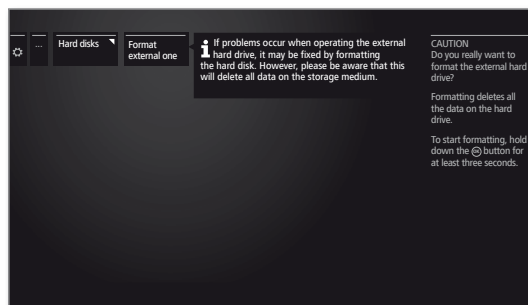 ...
Hard disks
Format
external one
i If problems occur when operating the external
hard drive, it may be fixed by formatting
the hard disk. However, please be aware that this
will delete all data on the storage medium.
CAUTION
Do you really want to
format the external hard
drive?
Formatting deletes all
the data on the hard
drive.
To start formatting, hold
down the OK button for
at least three seconds.